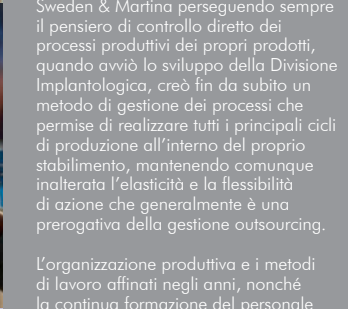 Sweden & Martina perseguendo sempre
il pensiero di controllo diretto dei
processi produttivi dei propri prodotti,
quando avviò lo sviluppo della Divisione
Implantologica, creò fin da subito un
metodo di gestione dei processi che
permise di realizzare tutti i principali cicli
di produzione all’interno del proprio
stabilimento, mantenendo comunque
inalterata l’elasticità e la flessibilità
di azione che generalmente è una
prerogativa della gestione outsourcing.
L’organizzazione produttiva e i metodi
di lavoro affinati negli anni, nonché
la continua formazione del personale